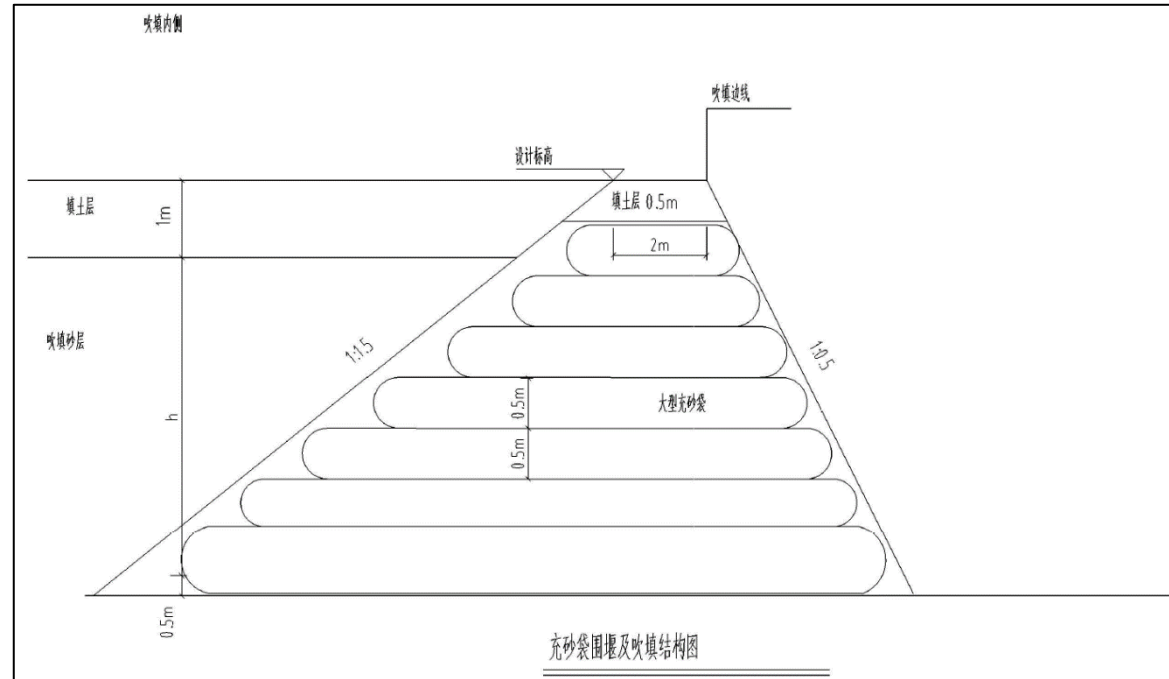 吹填内侧
吹填边线
设计标高
填土层
1m
填土层 0.5m
2m
吹填砂层
1:1.5
1:0.5
h
0.5m
大型充砂袋
0.5m
0.5m
充砂袋围堰及吹填结构图